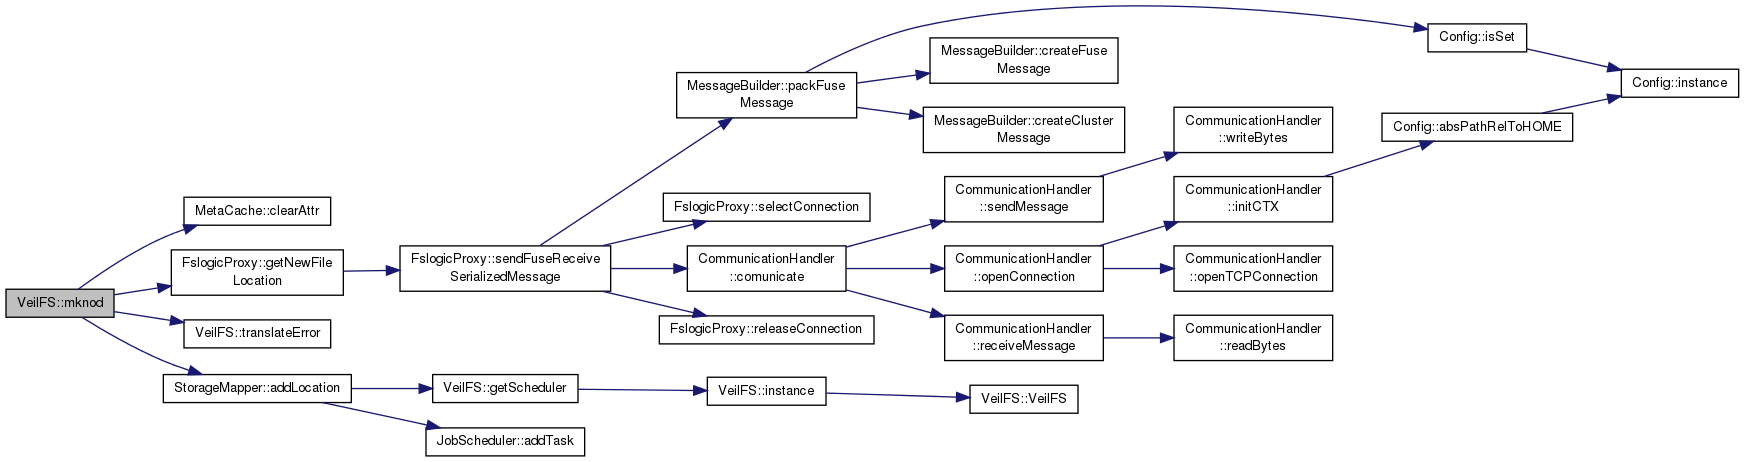 VeilFS::mknod
MetaCache::clearAttr
FslogicProxy::getNewFile
Location
VeilFS::translateError
StorageMapper::addLocation
FslogicProxy::sendFuseReceive
SerializedMessage
VeilFS::getScheduler
JobScheduler::addTask
MessageBuilder::packFuse
Message
FslogicProxy::selectConnection
CommunicationHandler
::comunicate
FslogicProxy::releaseConnection
VeilFS::instance
MessageBuilder::createFuse
Message
MessageBuilder::createCluster
Message
CommunicationHandler
::sendMessage
CommunicationHandler
::openConnection
CommunicationHandler
::receiveMessage
VeilFS::VeilFS
CommunicationHandler
::writeBytes
CommunicationHandler
::initCTX
CommunicationHandler
::openTCPConnection
CommunicationHandler
::readBytes
Config::isSet
Config::absPathRelToHOME
Config::instance